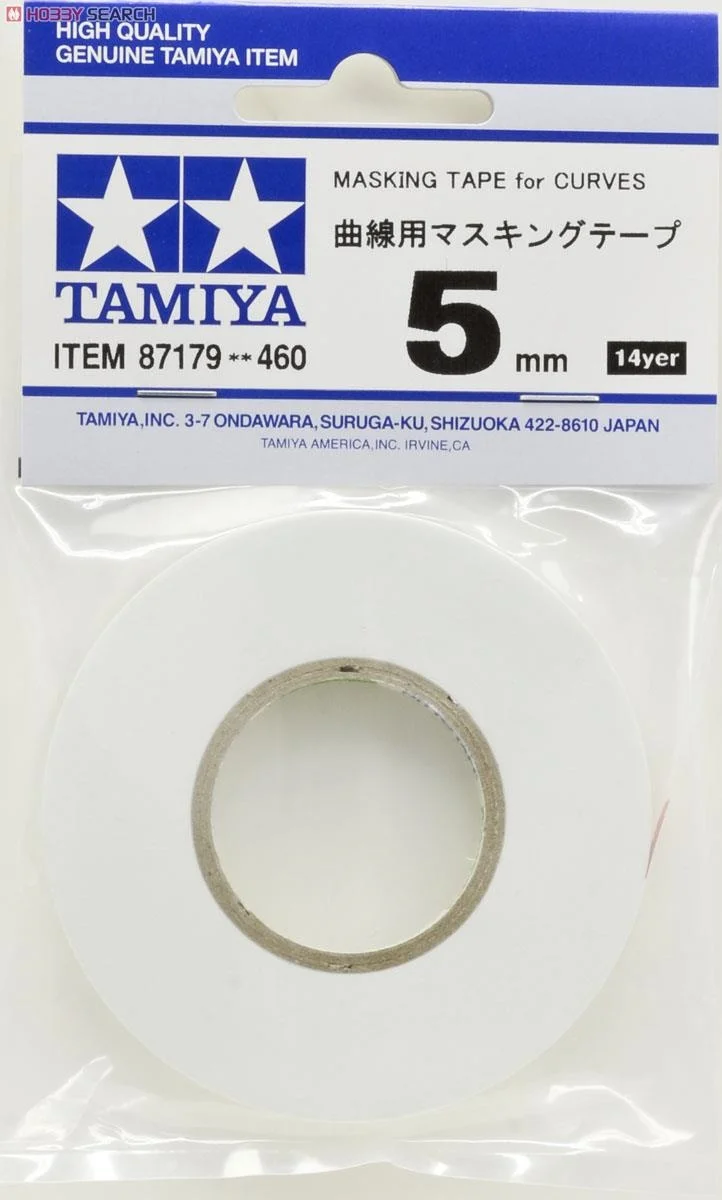 HOBBY SEARCH
HIGH QUALITY
GENUINE TAMIYA ITEM
MASKING TAPE for CURVES
曲線用マスキングテープ
TAMIYA
5 mm
14yer
ITEM 87179 ** 460
TAMIYA,INC. 3-7 ONDAWARA,SURUGA-KU,SHIZUOKA 422-8610 JAPAN
TAMIYA AMERICA,INC. IRVINE,CA